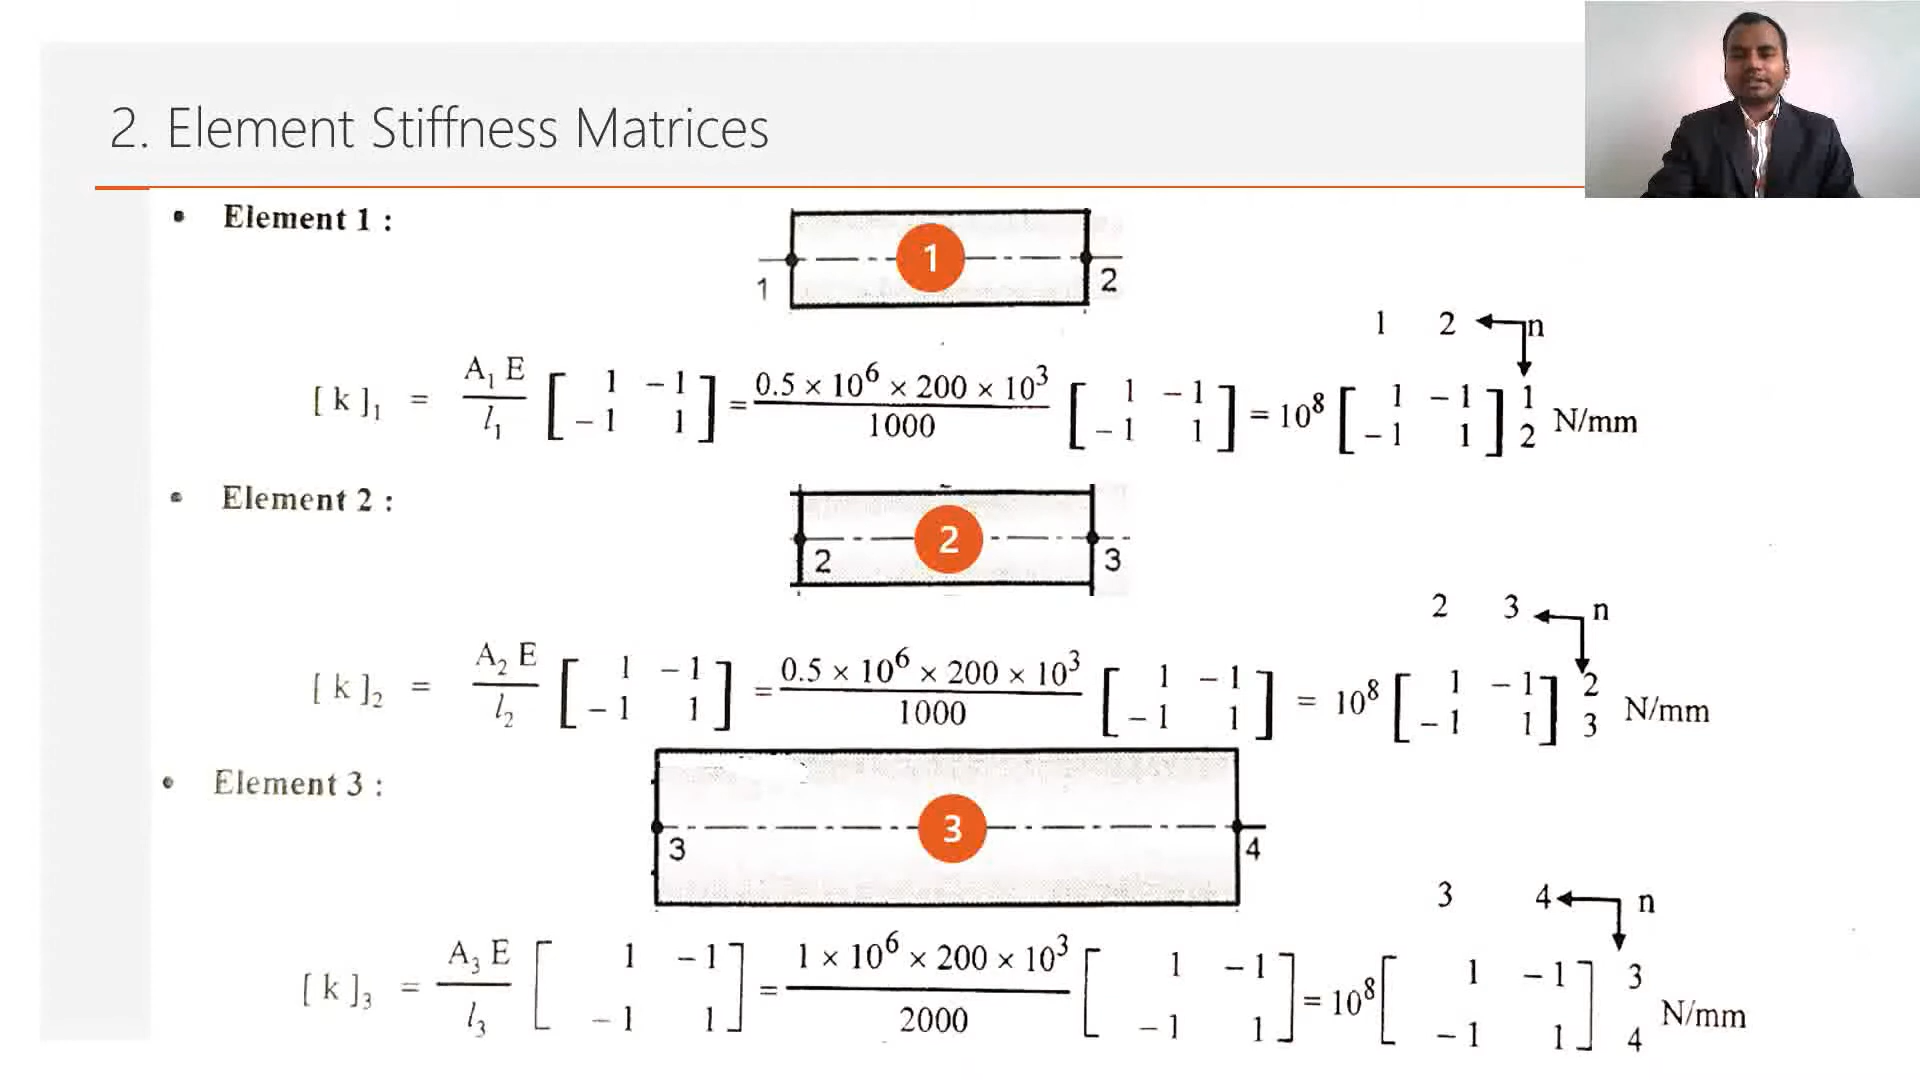 2. Element Stiffness Matrices
• Element 1 :
1
1
2
1 2 n
[ k ]₁ = A₁ E / l₁ [ 1 −1 −1 1 ] = 0.5 × 10⁶ × 200 × 10³ / 1000 [ 1 −1 −1 1 ] = 10⁸ [ 1 −1 −1 1 ] 1 2 N/mm
• Element 2 :
2
2
3
2 3 n
[ k ]₂ = A₂ E / l₂ [ 1 −1 −1 1 ] = 0.5 × 10⁶ × 200 × 10³ / 1000 [ 1 −1 −1 1 ] = 10⁸ [ 1 −1 −1 1 ] 2 3 N/mm
• Element 3 :
3
3
4
3 4 n
[ k ]₃ = A₃ E / l₃ [ 1 −1 −1 1 ] = 1 × 10⁶ × 200 × 10³ / 2000 [ 1 −1 −1 1 ] = 10⁸ [ 1 −1 −1 1 ] 3 4 N/mm